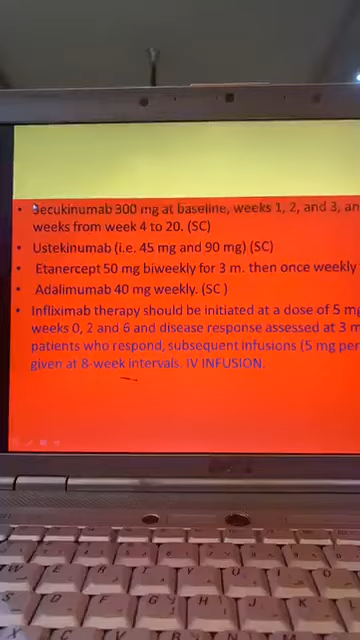 • Secukinumab 300 mg at baseline, weeks 1, 2, and 3, an
weeks from week 4 to 20. (SC)
• Ustekinumab (i.e. 45 mg and 90 mg) (SC)
• Etanercept 50 mg biweekly for 3 m. then once weekly
• Adalimumab 40 mg weekly. (SC )
• Infliximab therapy should be initiated at a dose of 5 mg
weeks 0, 2 and 6 and disease response assessed at 3 m
patients who respond, subsequent infusions (5 mg per
given at 8-week intervals. IV INFUSION.
W E R T Y U I O
S D F G H J K
X C V B N M